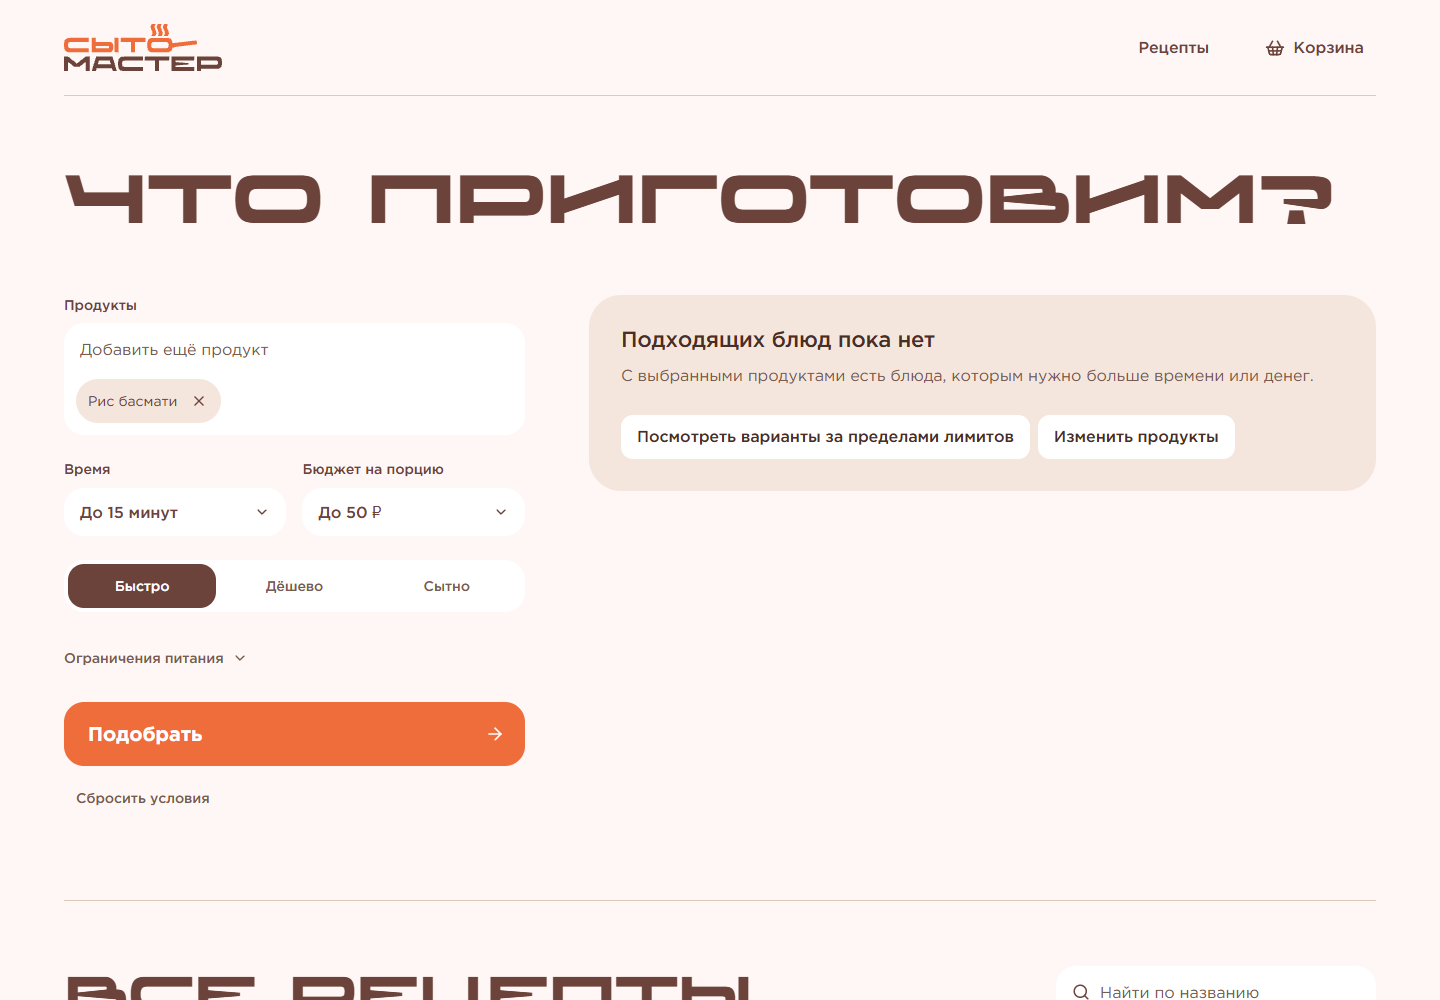 СЫТО
МАСТЕР
Рецепты
Корзина
ЧТО ПРИГОТОВИМ?
Продукты
Добавить ещё продукт
Рис басмати
Время
Бюджет на порцию
До 15 минут
До 50 ₽
Быстро
Дёшево
Сытно
Ограничения питания
Подобрать
Сбросить условия
Подходящих блюд пока нет
С выбранными продуктами есть блюда, которым нужно больше времени или денег.
Посмотреть варианты за пределами лимитов
Изменить продукты
ВСЕ РЕЦЕПТЫ
Найти по названию